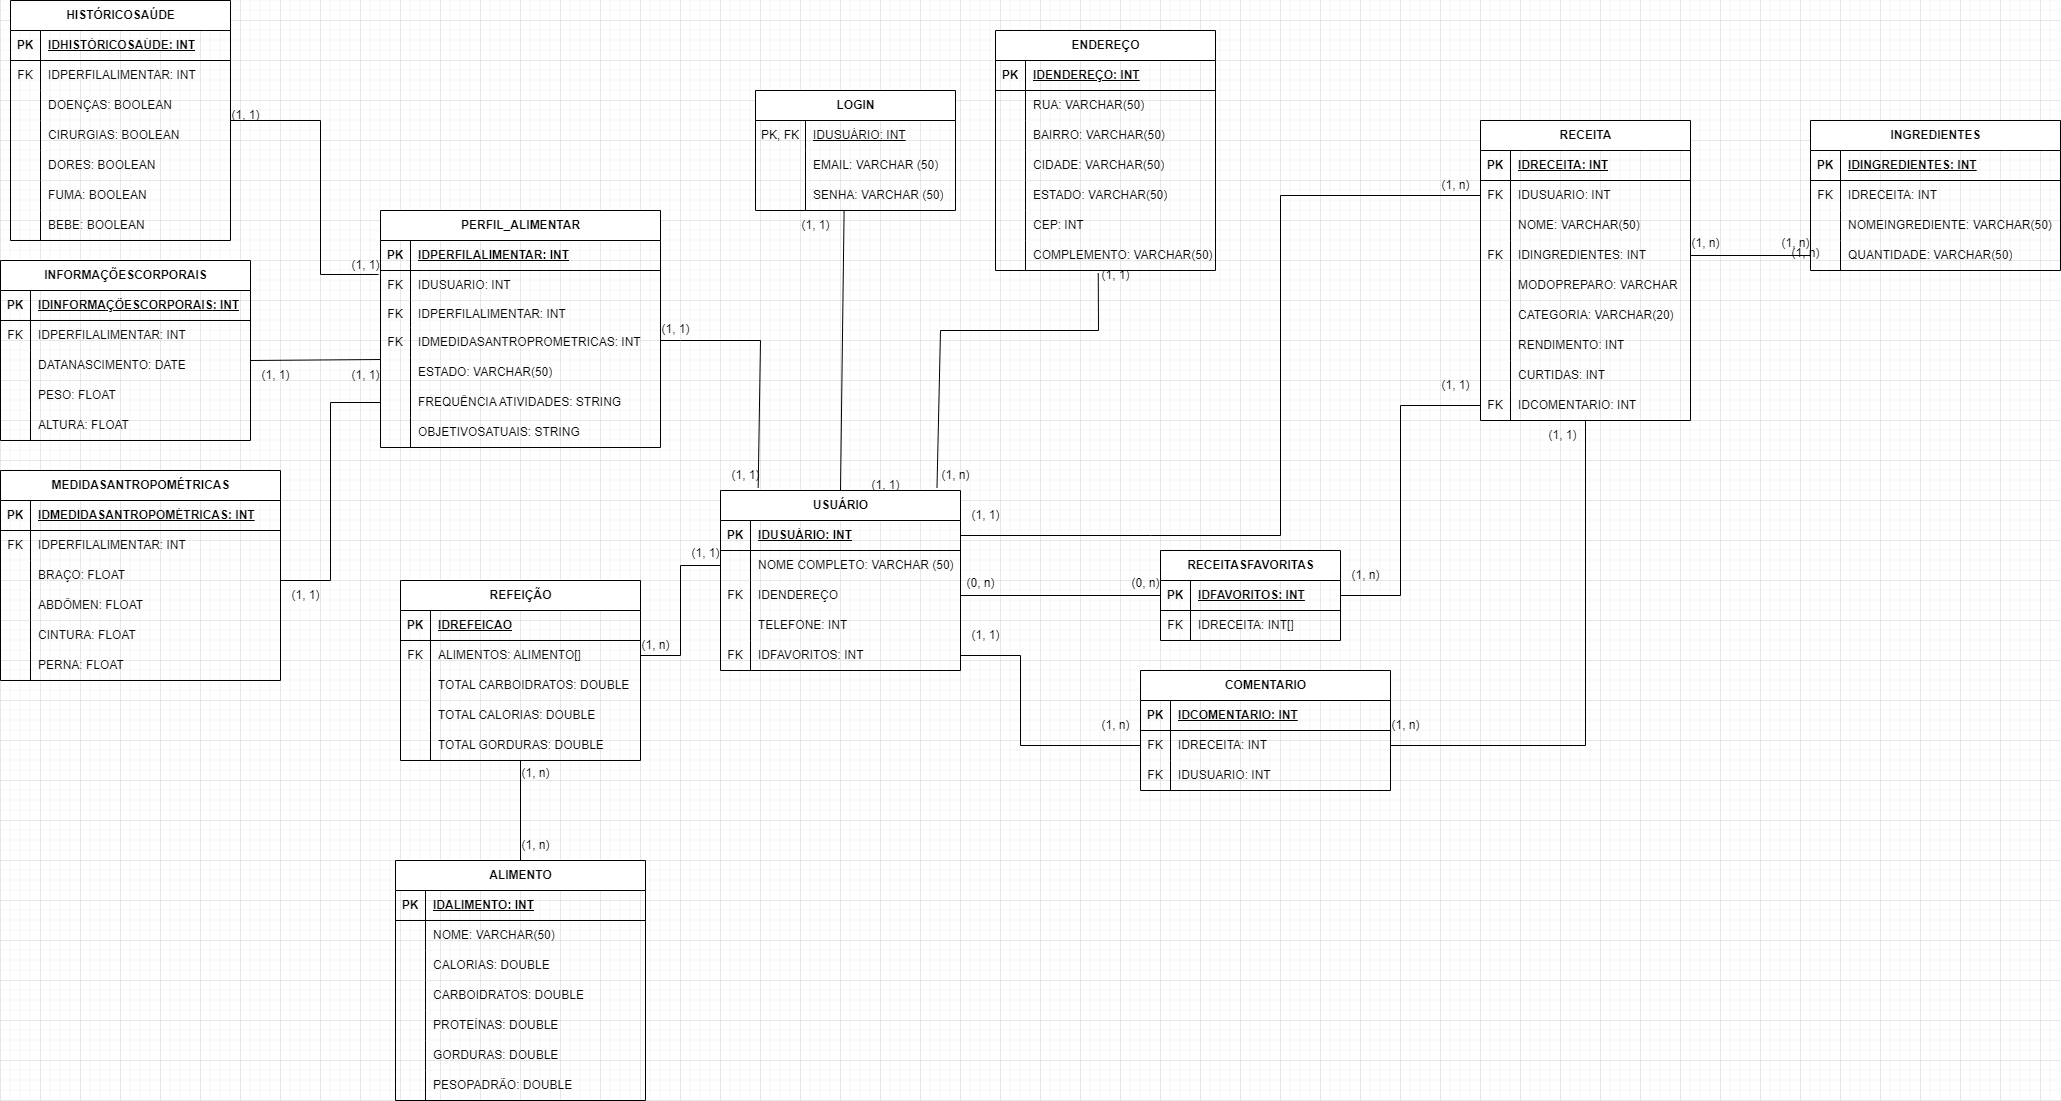 HISTÓRICOSAÚDE
PK IDHISTÓRICOSAÚDE: INT
FK IDPERFILALIMENTAR: INT
DOENÇAS: BOOLEAN
CIRURGIAS: BOOLEAN
DORES: BOOLEAN
FUMA: BOOLEAN
BEBE: BOOLEAN
(1, 1)
(1, 1)
INFORMAÇÕESCORPORAIS
PK IDINFORMAÇÕESCORPORAIS: INT
FK IDPERFILALIMENTAR: INT
DATANASCIMENTO: DATE
PESO: FLOAT
ALTURA: FLOAT
(1, 1)
(1, 1)
MEDIDASANTROPOMÉTRICAS
PK IDMEDIDASANTROPOMÉTRICAS: INT
FK IDPERFILALIMENTAR: INT
BRAÇO: FLOAT
ABDÔMEN: FLOAT
CINTURA: FLOAT
PERNA: FLOAT
(1, 1)
PERFIL_ALIMENTAR
PK IDPERFILALIMENTAR: INT
FK IDUSUARIO: INT
FK IDPERFILALIMENTAR: INT
FK IDMEDIDASANTROPROMETRICAS: INT
ESTADO: VARCHAR(50)
FREQUÊNCIA ATIVIDADES: STRING
OBJETIVOSATUAIS: STRING
(1, 1)
(1, 1)
LOGIN
PK, FK IDUSUÁRIO: INT
EMAIL: VARCHAR (50)
SENHA: VARCHAR (50)
(1, 1)
(1, 1)
ENDEREÇO
PK IDENDEREÇO: INT
RUA: VARCHAR(50)
BAIRRO: VARCHAR(50)
CIDADE: VARCHAR(50)
ESTADO: VARCHAR(50)
CEP: INT
COMPLEMENTO: VARCHAR(50)
(1, 1)
(1, n)
USUÁRIO
PK IDUSUÁRIO: INT
NOME COMPLETO: VARCHAR (50)
FK IDENDEREÇO
TELEFONE: INT
FK IDFAVORITOS: INT
(1, 1)
(1, n)
(0, n)
(0, n)
(1, 1)
(1, n)
(1, 1)
(1, n)
REFEIÇÃO
PK IDREFEICAO
FK ALIMENTOS: ALIMENTO[]
TOTAL CARBOIDRATOS: DOUBLE
TOTAL CALORIAS: DOUBLE
TOTAL GORDURAS: DOUBLE
(1, n)
(1, n)
ALIMENTO
PK IDALIMENTO: INT
NOME: VARCHAR(50)
CALORIAS: DOUBLE
CARBOIDRATOS: DOUBLE
PROTEÍNAS: DOUBLE
GORDURAS: DOUBLE
PESOPADRÃO: DOUBLE
RECEITASFAVORITAS
PK IDFAVORITOS: INT
FK IDRECEITA: INT[]
(1, n)
(1, 1)
COMENTARIO
PK IDCOMENTARIO: INT
FK IDRECEITA: INT
FK IDUSUARIO: INT
(1, n)
(1, 1)
RECEITA
PK IDRECEITA: INT
FK IDUSUARIO: INT
NOME: VARCHAR(50)
FK IDINGREDIENTES: INT
MODOPREPARO: VARCHAR
CATEGORIA: VARCHAR(20)
RENDIMENTO: INT
CURTIDAS: INT
FK IDCOMENTARIO: INT
(1, n)
(1, n)
(1, n)
INGREDIENTES
PK IDINGREDIENTES: INT
FK IDRECEITA: INT
NOMEINGREDIENTE: VARCHAR(50)
QUANTIDADE: VARCHAR(50)